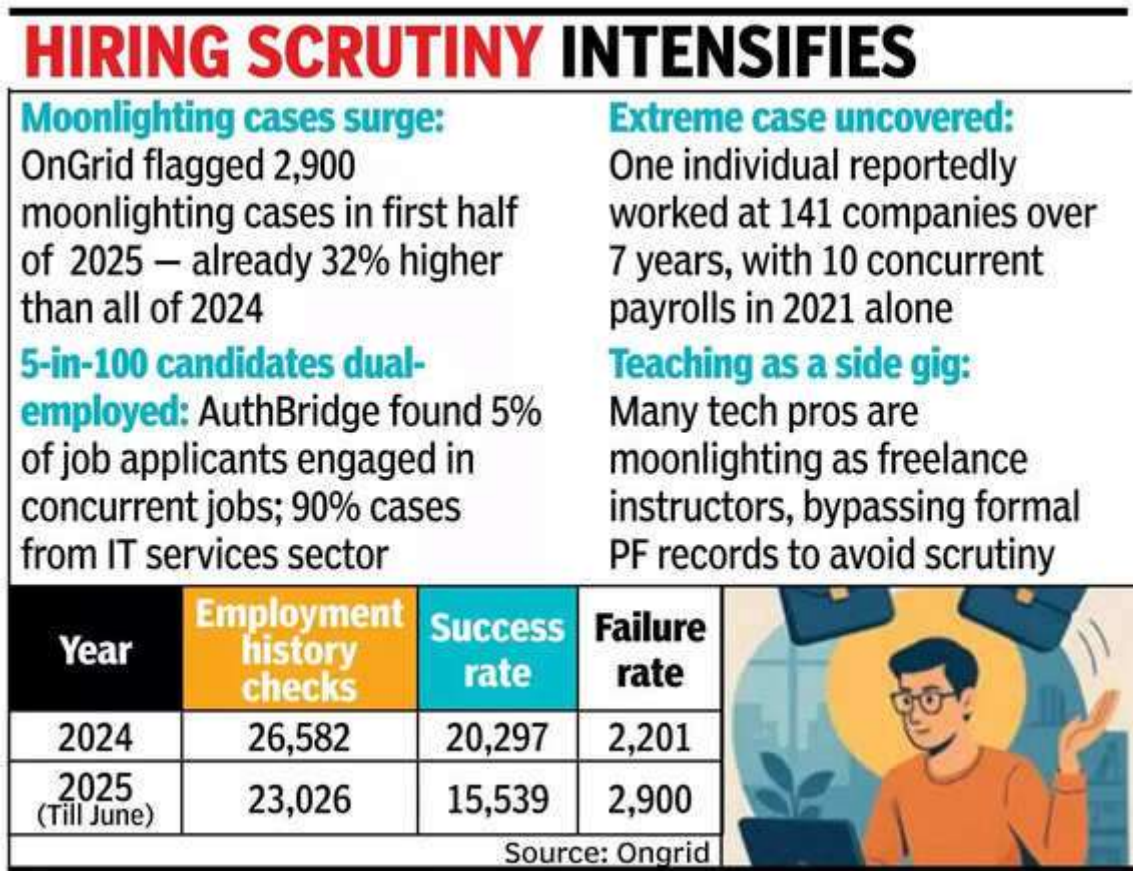 HIRING SCRUTINY INTENSIFIES
Moonlighting cases surge:
OnGrid flagged 2,900
moonlighting cases in first half
of 2025 — already 32% higher
than all of 2024
5-in-100 candidates dual-
employed: AuthBridge found 5%
of job applicants engaged in
concurrent jobs; 90% cases
from IT services sector
Extreme case uncovered:
One individual reportedly
worked at 141 companies over
7 years, with 10 concurrent
payrolls in 2021 alone
Teaching as a side gig:
Many tech pros are
moonlighting as freelance
instructors, bypassing formal
PF records to avoid scrutiny
Year
Employment
history
checks
Success
rate
Failure
rate
2024 26,582 20,297 2,201
2025
(Till June)
23,026 15,539 2,900
Source: Ongrid